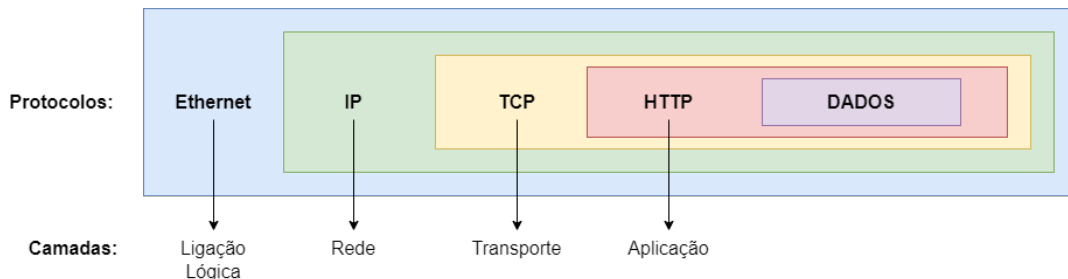 Protocolos: Ethernet IP TCP HTTP DADOS
Camadas: Ligação Rede Transporte Aplicação
Lógica